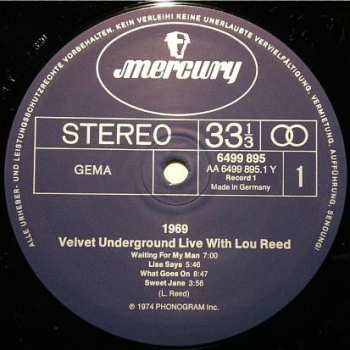 ALLE URHEBER- UND LEISTUNGSSCHUTZRECHTE VORBEHALTEN. KEIN VERLEIH! KEINE UNERLAUBTE VERVIELFÄLTIGUNG, VERMIETUNG, AUFFÜHRUNG, SENDUNG!
mercury
STEREO 33 1/3
GEMA
6499 895
AA 6499 895.1 Y
Record 1
Made in Germany
1
1969
Velvet Underground Live With Lou Reed
Waiting For My Man 7:00
Lisa Says 5:46
What Goes On 8:47
Sweet Jane 3:56
(L. Reed)
℗ 1974 PHONOGRAM Inc.